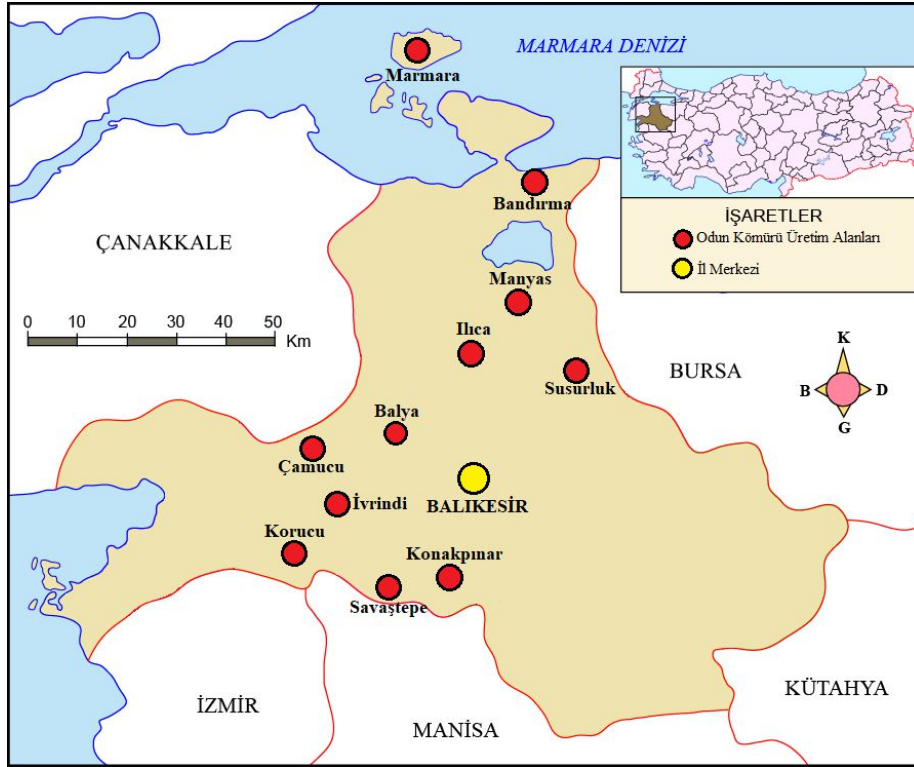 MARMARA DENİZİ
Marmara
Bandırma
İŞARETLER
Odun Kömürü Üretim Alanları
İl Merkezi
ÇANAKKALE
Manyas
0 10 20 30 40 50
Km
Ilıca
Susurluk
BURSA
K
B D
G
Balya
Çamucu
İvrindi
BALIKESİR
Korucu
Konakpınar
Savaştepe
İZMİR
MANİSA
KÜTAHYA